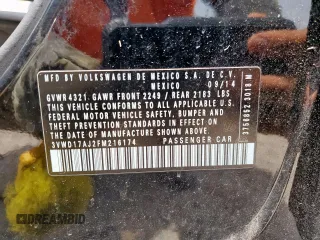 MFD. BY VOLKSWAGEN DE MEXICO S.A. DE C.V.
MEXICO 09/14
GVWR 4321 GAWR FRONT 2249 / REAR 2183 LBS
THIS VEHICLE CONFORMS TO ALL APPLICABLE U.S.
FEDERAL MOTOR VEHICLE SAFETY, BUMPER AND
THEFT PREVENTION STANDARDS IN EFFECT ON
THE DATE OF MANUFACTURE SHOWN ABOVE.
3VWD17AJ2FM216174 PASSENGER CAR
DREAMBID